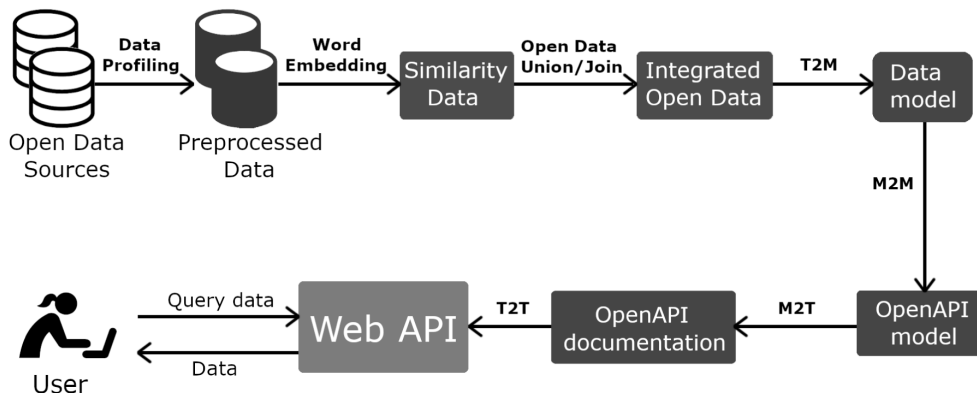 Data
Profiling
Word
Embedding
Open Data
Union/Join
T2M
Similarity
Data
Integrated
Open Data
Data
model
Open Data
Sources
Preprocessed
Data
M2M
Query data
Web API
T2T
OpenAPI
documentation
M2T
OpenAPI
model
Data
User